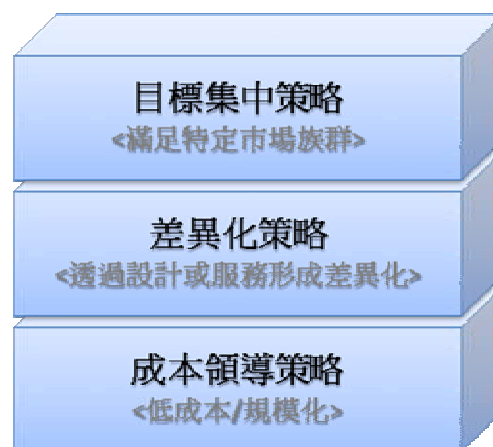 目標集中策略
<滿足特定市場族群>
差異化策略
<透過設計或服務形成差異化>
成本領導策略
<低成本/規模化>